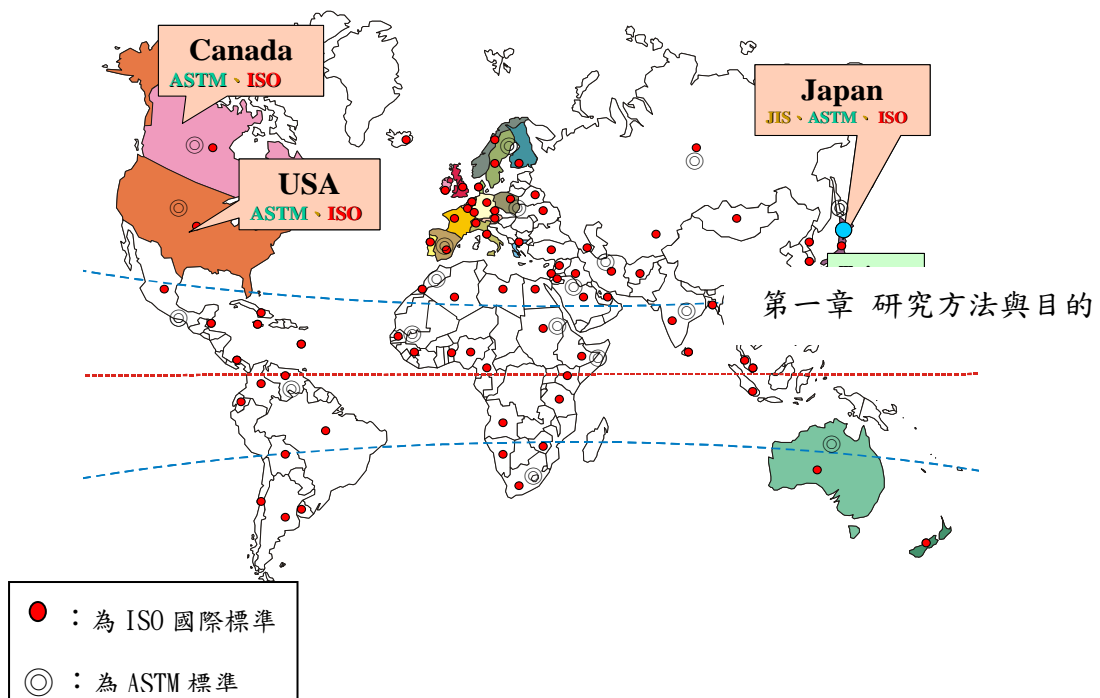 Canada
ASTM、ISO
Japan
JIS、ASTM、ISO
USA
ASTM、ISO
第一章 研究方法與目的
：為 ISO 國際標準
：為 ASTM 標準